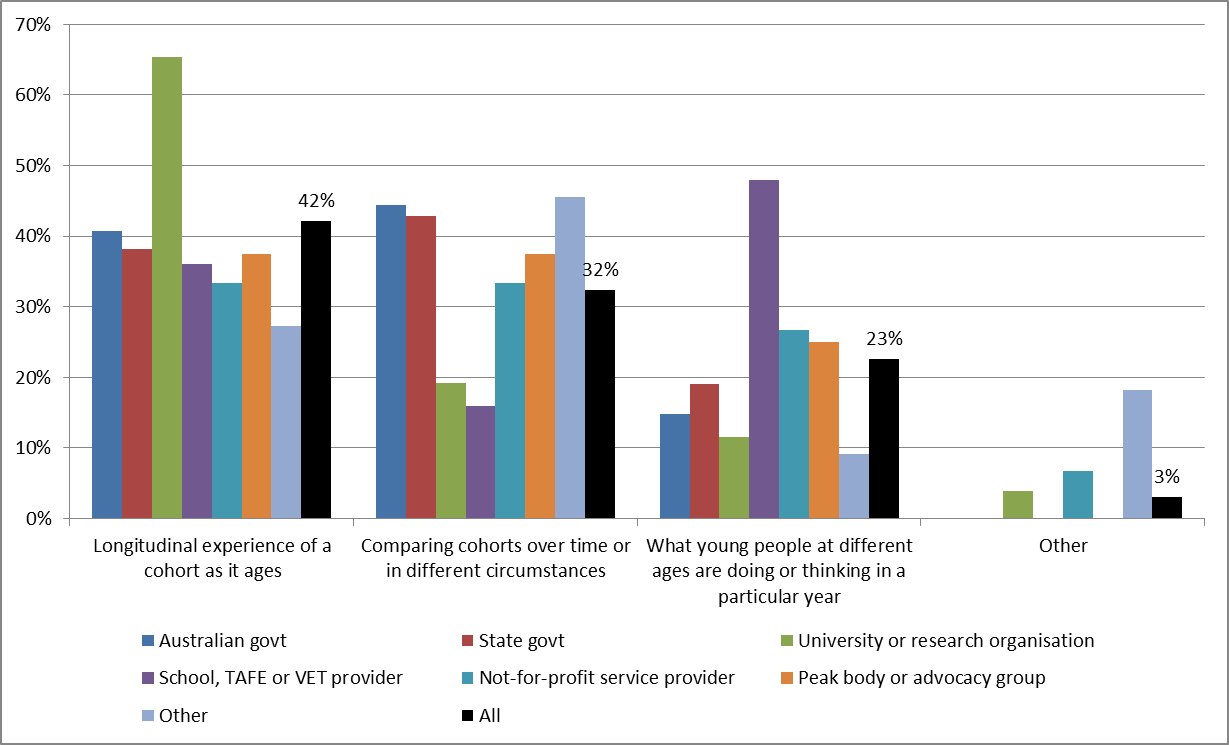 70%
60%
50%
40%
30%
20%
10%
0%
42%
32%
23%
3%
Longitudinal experience of a
cohort as it ages
Comparing cohorts over time or
in different circumstances
What young people at different
ages are doing or thinking in a
particular year
Other
Australian govt
State govt
University or research organisation
School, TAFE or VET provider
Not-for-profit service provider
Peak body or advocacy group
Other
All